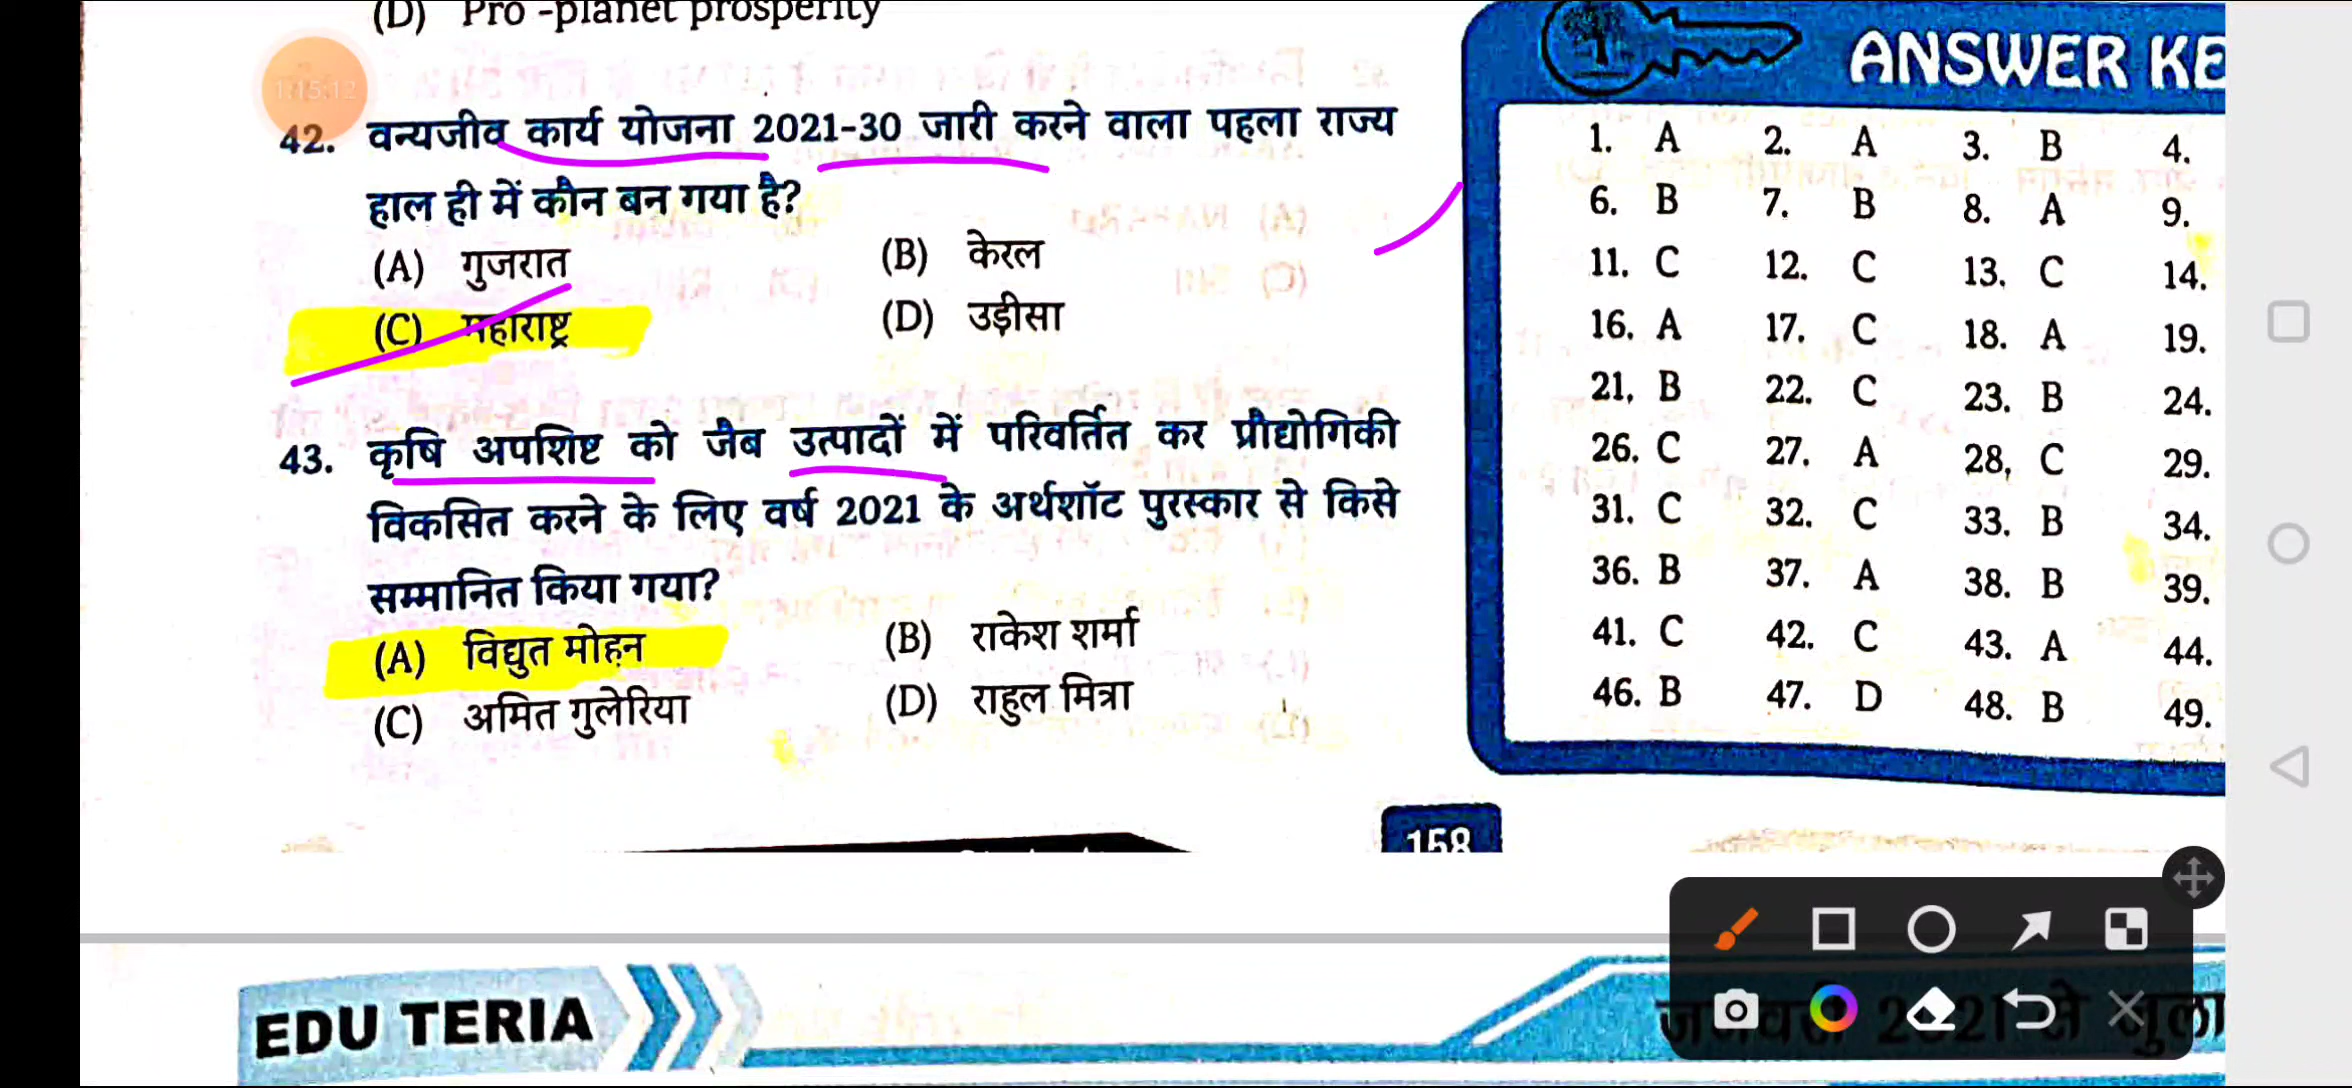 (D) Pro -planet prosperity
17:15:12
42. वन्यजीव कार्य योजना 2021-30 जारी करने वाला पहला राज्य
हाल ही में कौन बन गया है?
(A) गुजरात (B) केरल
(C) महाराष्ट्र (D) उड़ीसा
43. कृषि अपशिष्ट को जैब उत्पादों में परिवर्तित कर प्रौद्योगिकी
विकसित करने के लिए वर्ष 2021 के अर्थशॉट पुरस्कार से किसे
सम्मानित किया गया?
(A) विद्युत मोहन (B) राकेश शर्मा
(C) अमित गुलेरिया (D) राहुल मित्रा
ANSWER KE
1. A 2. A 3. B 4.
6. B 7. B 8. A 9.
11. C 12. C 13. C 14.
16. A 17. C 18. A 19.
21. B 22. C 23. B 24.
26. C 27. A 28, C 29.
31. C 32. C 33. B 34.
36. B 37. A 38. B 39.
41. C 42. C 43. A 44.
46. B 47. D 48. B 49.
158
EDU TERIA